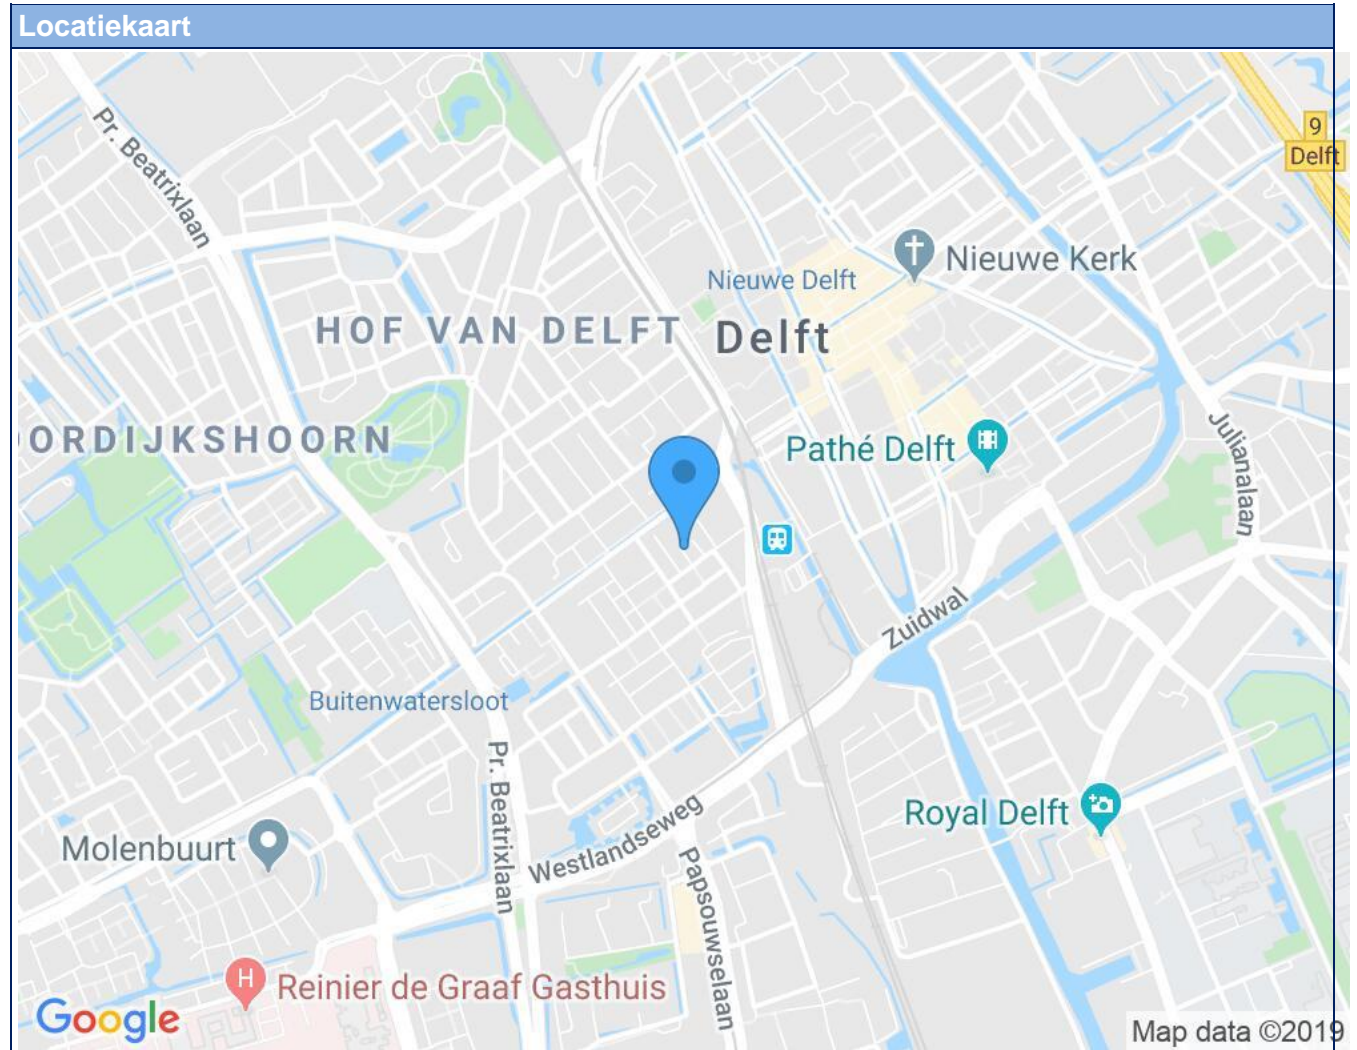 Locatiekaart
Pr. Beatrixlaan
9
Delft
Nieuwe Kerk
Nieuwe Delft
HOF VAN DELFT
Delft
ORDIJKSHOORN
Julianalaan
Pathé Delft
Zuidwal
Buitenwatersloot
Pr. Beatrixlaan
Royal Delft
Molenbuurt
Westlandseweg
Papsouwselaan
H
Reinier de Graaf Gasthuis
Google
Map data ©2019